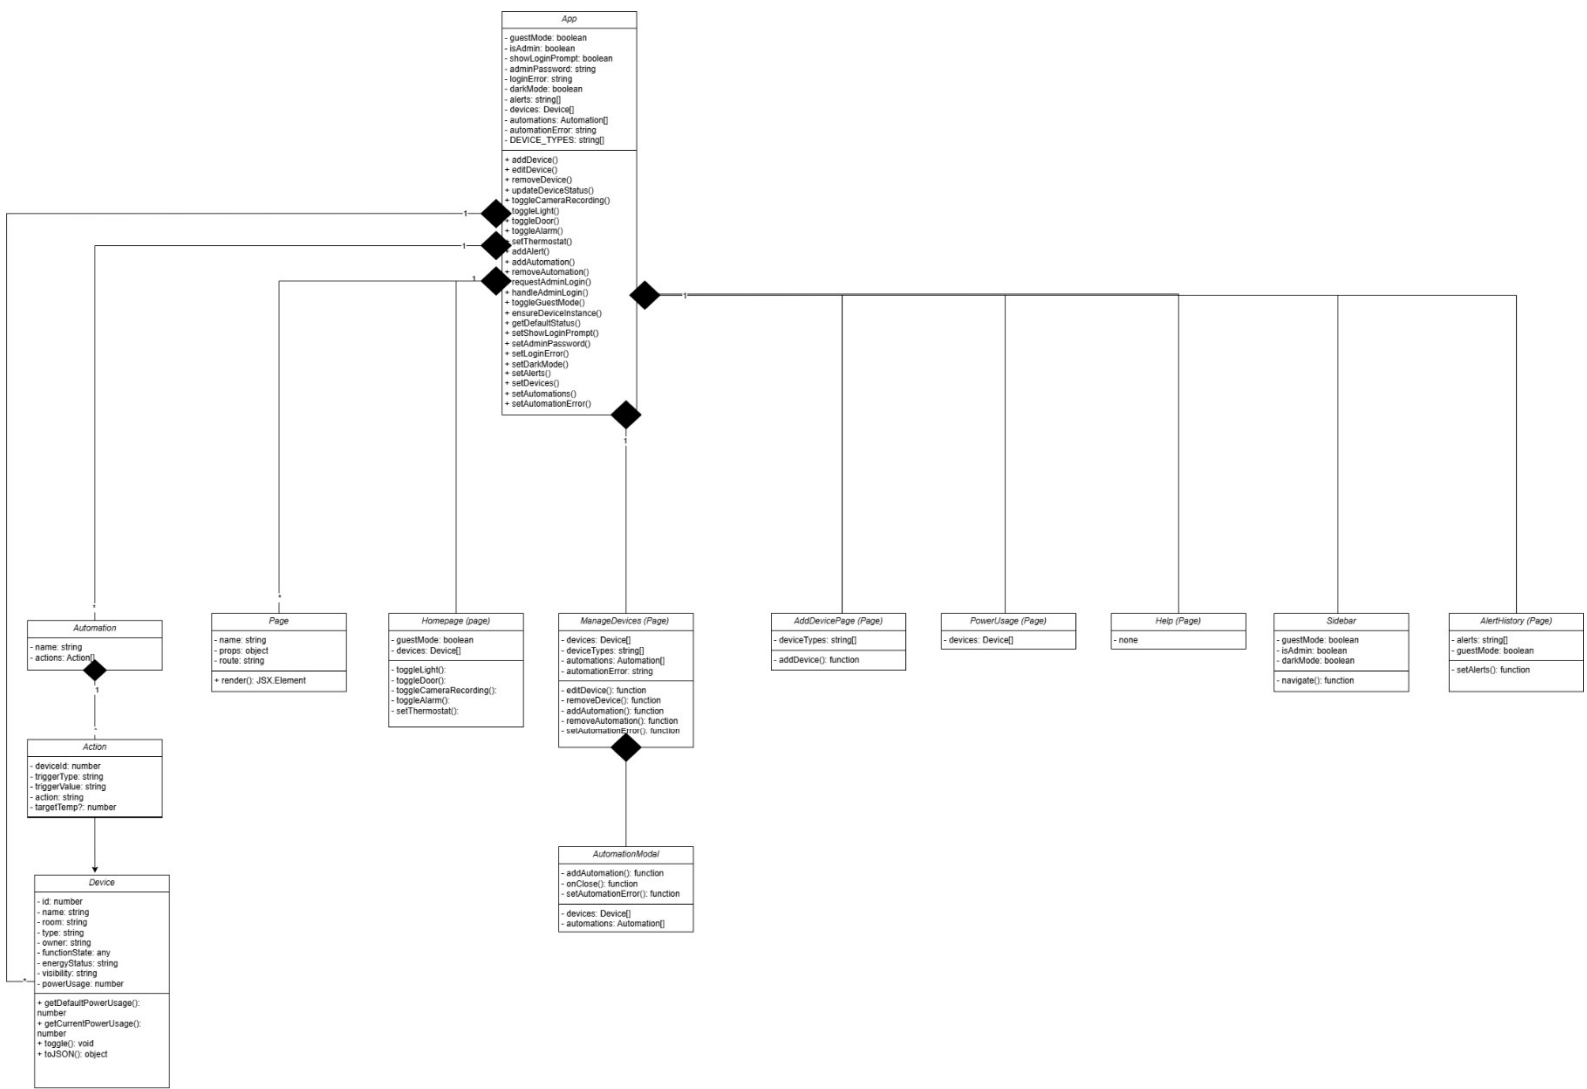 App
- guestMode: boolean
- isAdmin: boolean
- showLoginPrompt: boolean
- adminPassword: string
- loginError: string
- darkMode: boolean
- alerts: string[]
- devices: Device[]
- automations: Automation[]
- automationError: string
- DEVICE_TYPES: string[]
+ addDevice()
+ editDevice()
+ removeDevice()
+ updateDeviceStatus()
+ toggleCameraRecording()
toggleLight()
+ toggleDoor()
+ toggleAlarm()
+ setThermostat()
+ addAlert()
+ addAutomation()
+ removeAutomation()
requestAdminLogin()
+ handleAdminLogin()
+ toggleGuestMode()
+ ensureDeviceInstance()
+ getDefaultStatus()
+ setShowLoginPrompt()
+ setAdminPassword()
+ setLoginError()
+ setDarkMode()
+ setAlerts()
+ setDevices()
+ setAutomations()
+ setAutomationError()
1
1
1
1
1
*
*
Automation
- name: string
- actions: Action[]
1
*
Action
- deviceId: number
- triggerType: string
- triggerValue: string
- action: string
- targetTemp?: number
Device
- id: number
- name: string
- room: string
- type: string
- owner: string
- functionState: any
- energyStatus: string
- visibility: string
- powerUsage: number
+ getDefaultPowerUsage():
number
+ getCurrentPowerUsage():
number
+ toggle(): void
+ toJSON(): object
*
Page
- name: string
- props: object
- route: string
+ render(): JSX.Element
Homepage (page)
- guestMode: boolean
- devices: Device[]
- toggleLight():
- toggleDoor():
- toggleCameraRecording():
- toggleAlarm():
- setThermostat():
ManageDevices (Page)
- devices: Device[]
- deviceTypes: string[]
- automations: Automation[]
- automationError: string
- editDevice(): function
- removeDevice(): function
- addAutomation(): function
- removeAutomation(): function
- setAutomationError(): function
AutomationModal
- addAutomation(): function
- onClose(): function
- setAutomationError(): function
- devices: Device[]
- automations: Automation[]
AddDevicePage (Page)
- deviceTypes: string[]
- addDevice(): function
PowerUsage (Page)
- devices: Device[]
Help (Page)
- none
Sidebar
- guestMode: boolean
- isAdmin: boolean
- darkMode: boolean
- navigate(): function
AlertHistory (Page)
- alerts: string[]
- guestMode: boolean
- setAlerts(): function